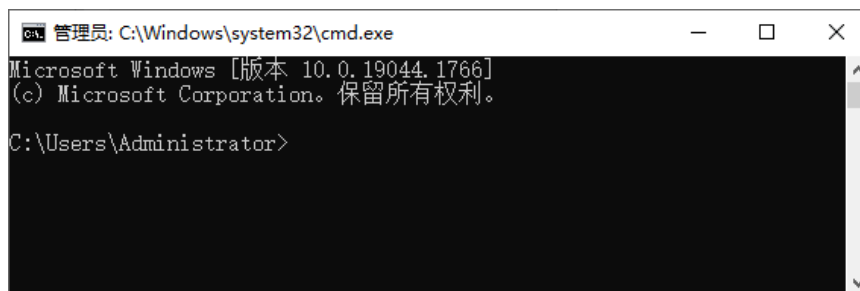 管理员: C:\Windows\system32\cmd.exe
Microsoft Windows [版本 10.0.19044.1766]
(c) Microsoft Corporation。保留所有权利。
C:\Users\Administrator>